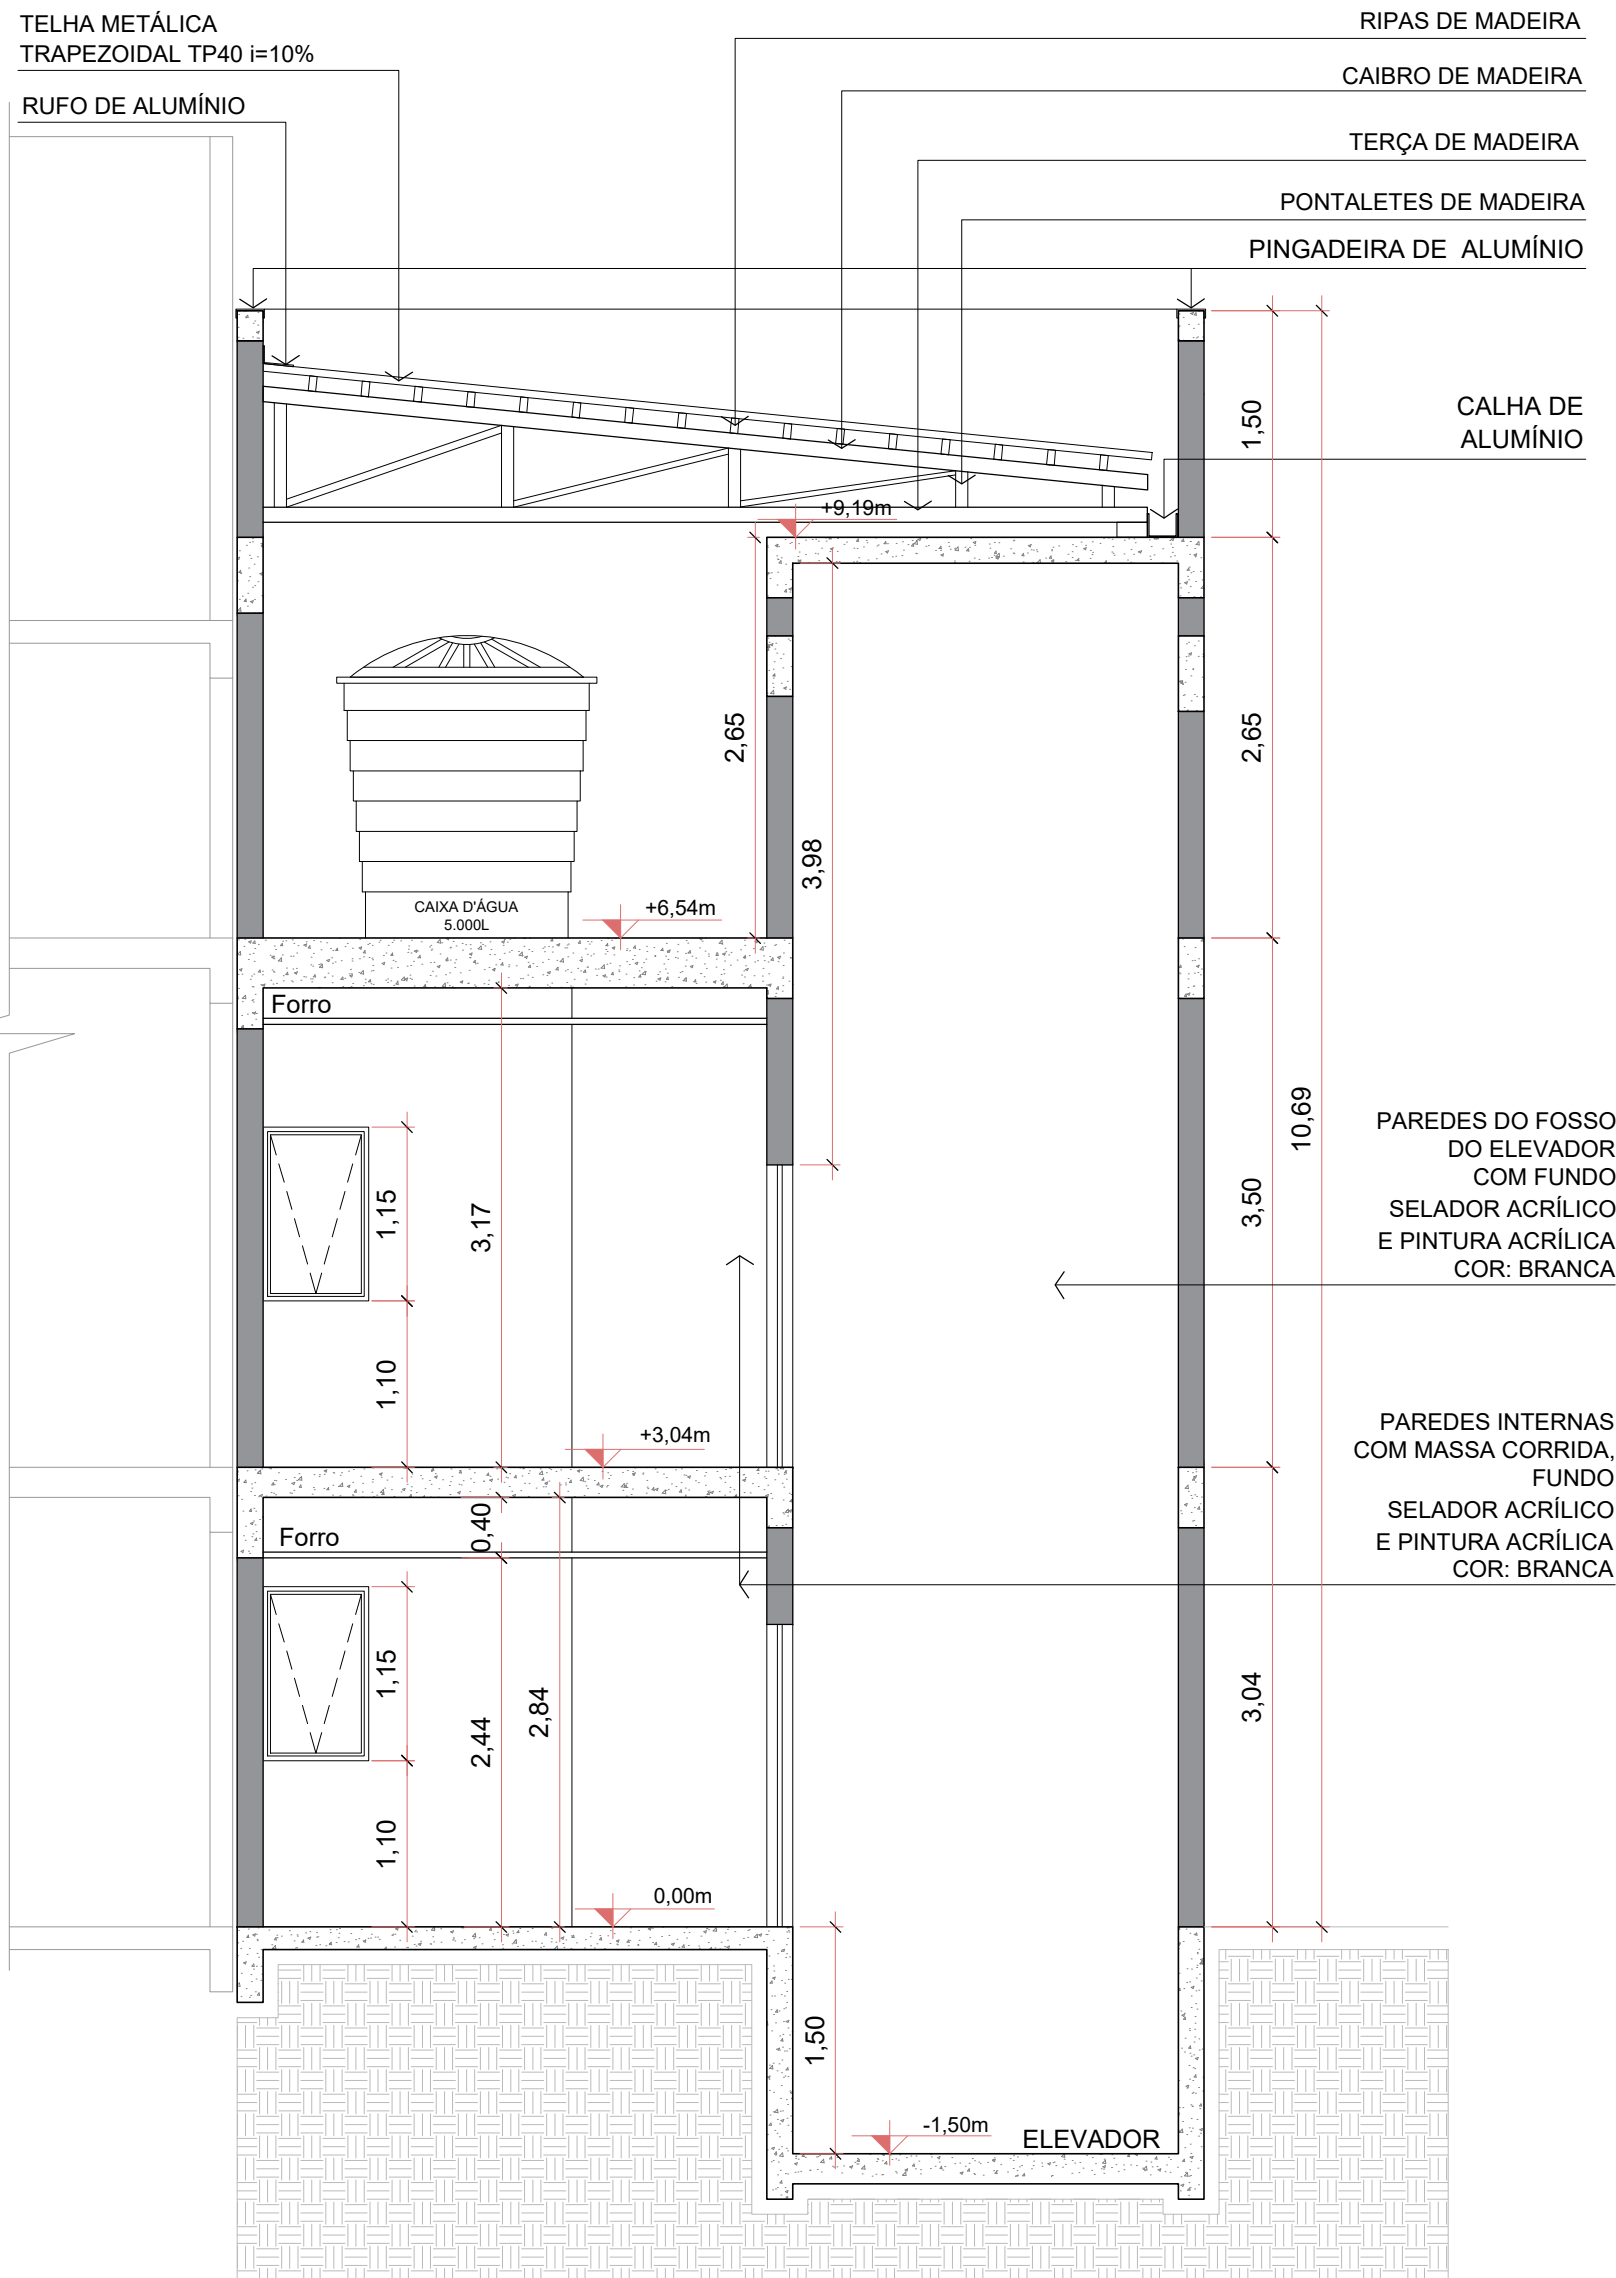 TELHA METÁLICA
TRAPEZOIDAL TP40 i=10%
RUFO DE ALUMÍNIO
RIPAS DE MADEIRA
CAIBRO DE MADEIRA
TERÇA DE MADEIRA
PONTALETES DE MADEIRA
PINGADEIRA DE ALUMÍNIO
CALHA DE
ALUMÍNIO
1,50
+9,19m
2,65
2,65
3,98
CAIXA D'ÁGUA
5.000L
+6,54m
Forro
10,69
PAREDES DO FOSSO
DO ELEVADOR
COM FUNDO
SELADOR ACRÍLICO
E PINTURA ACRÍLICA
COR: BRANCA
1,15
3,17
3,50
1,10
+3,04m
PAREDES INTERNAS
COM MASSA CORRIDA,
FUNDO
SELADOR ACRÍLICO
E PINTURA ACRÍLICA
COR: BRANCA
0,40
Forro
1,15
2,44
2,84
3,04
1,10
0,00m
1,50
-1,50m
ELEVADOR